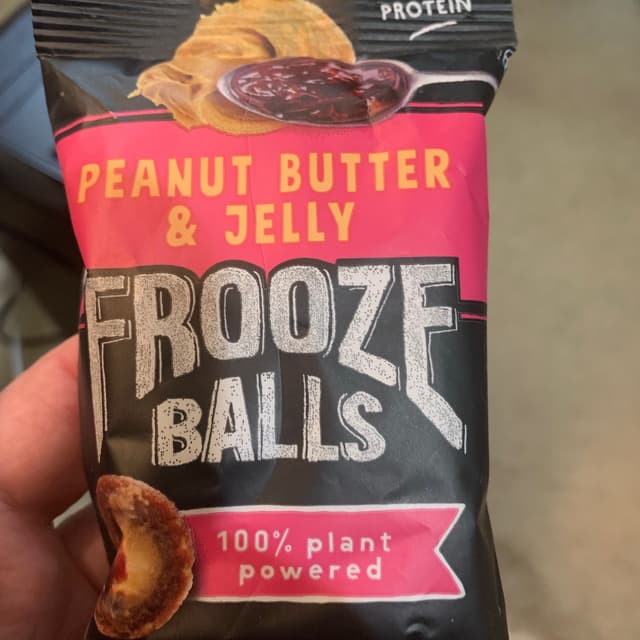 PROTEIN
PEANUT BUTTER
& JELLY
FROOZE
BALLS
100% plant
powered